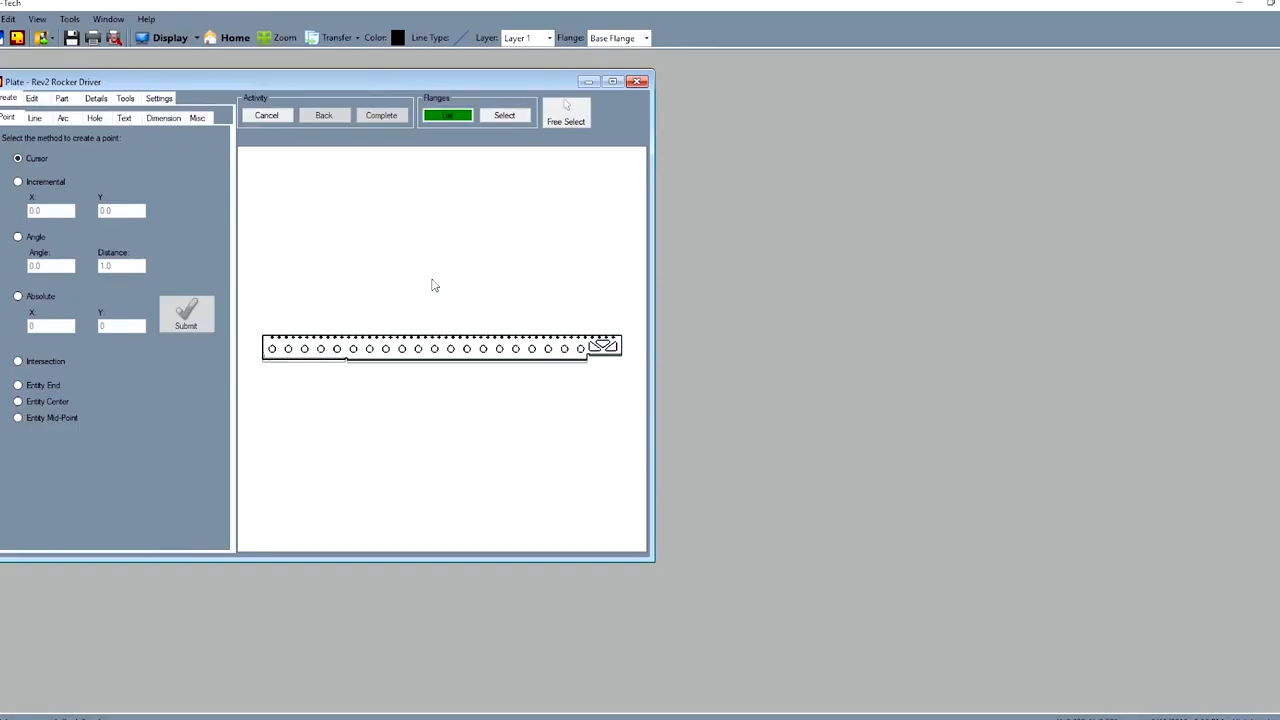 -Tech
Edit View Tools Window Help
Display Home Zoom Transfer Color: Line Type: Layer: Layer 1 Flange: Base Flange
Plate - Rev2 Rocker Driver
reate Edit Part Details Tools Settings
Point Line Arc Hole Text Dimension Misc
Activity
Cancel Back Complete
Flanges
List Select
Free Select
Select the method to create a point:
Cursor
Incremental
X: Y:
0.0 0.0
Angle
Angle: Distance:
0.0 1.0
Absolute
X: Y:
0 0
Submit
Intersection
Entity End
Entity Center
Entity Mid-Point